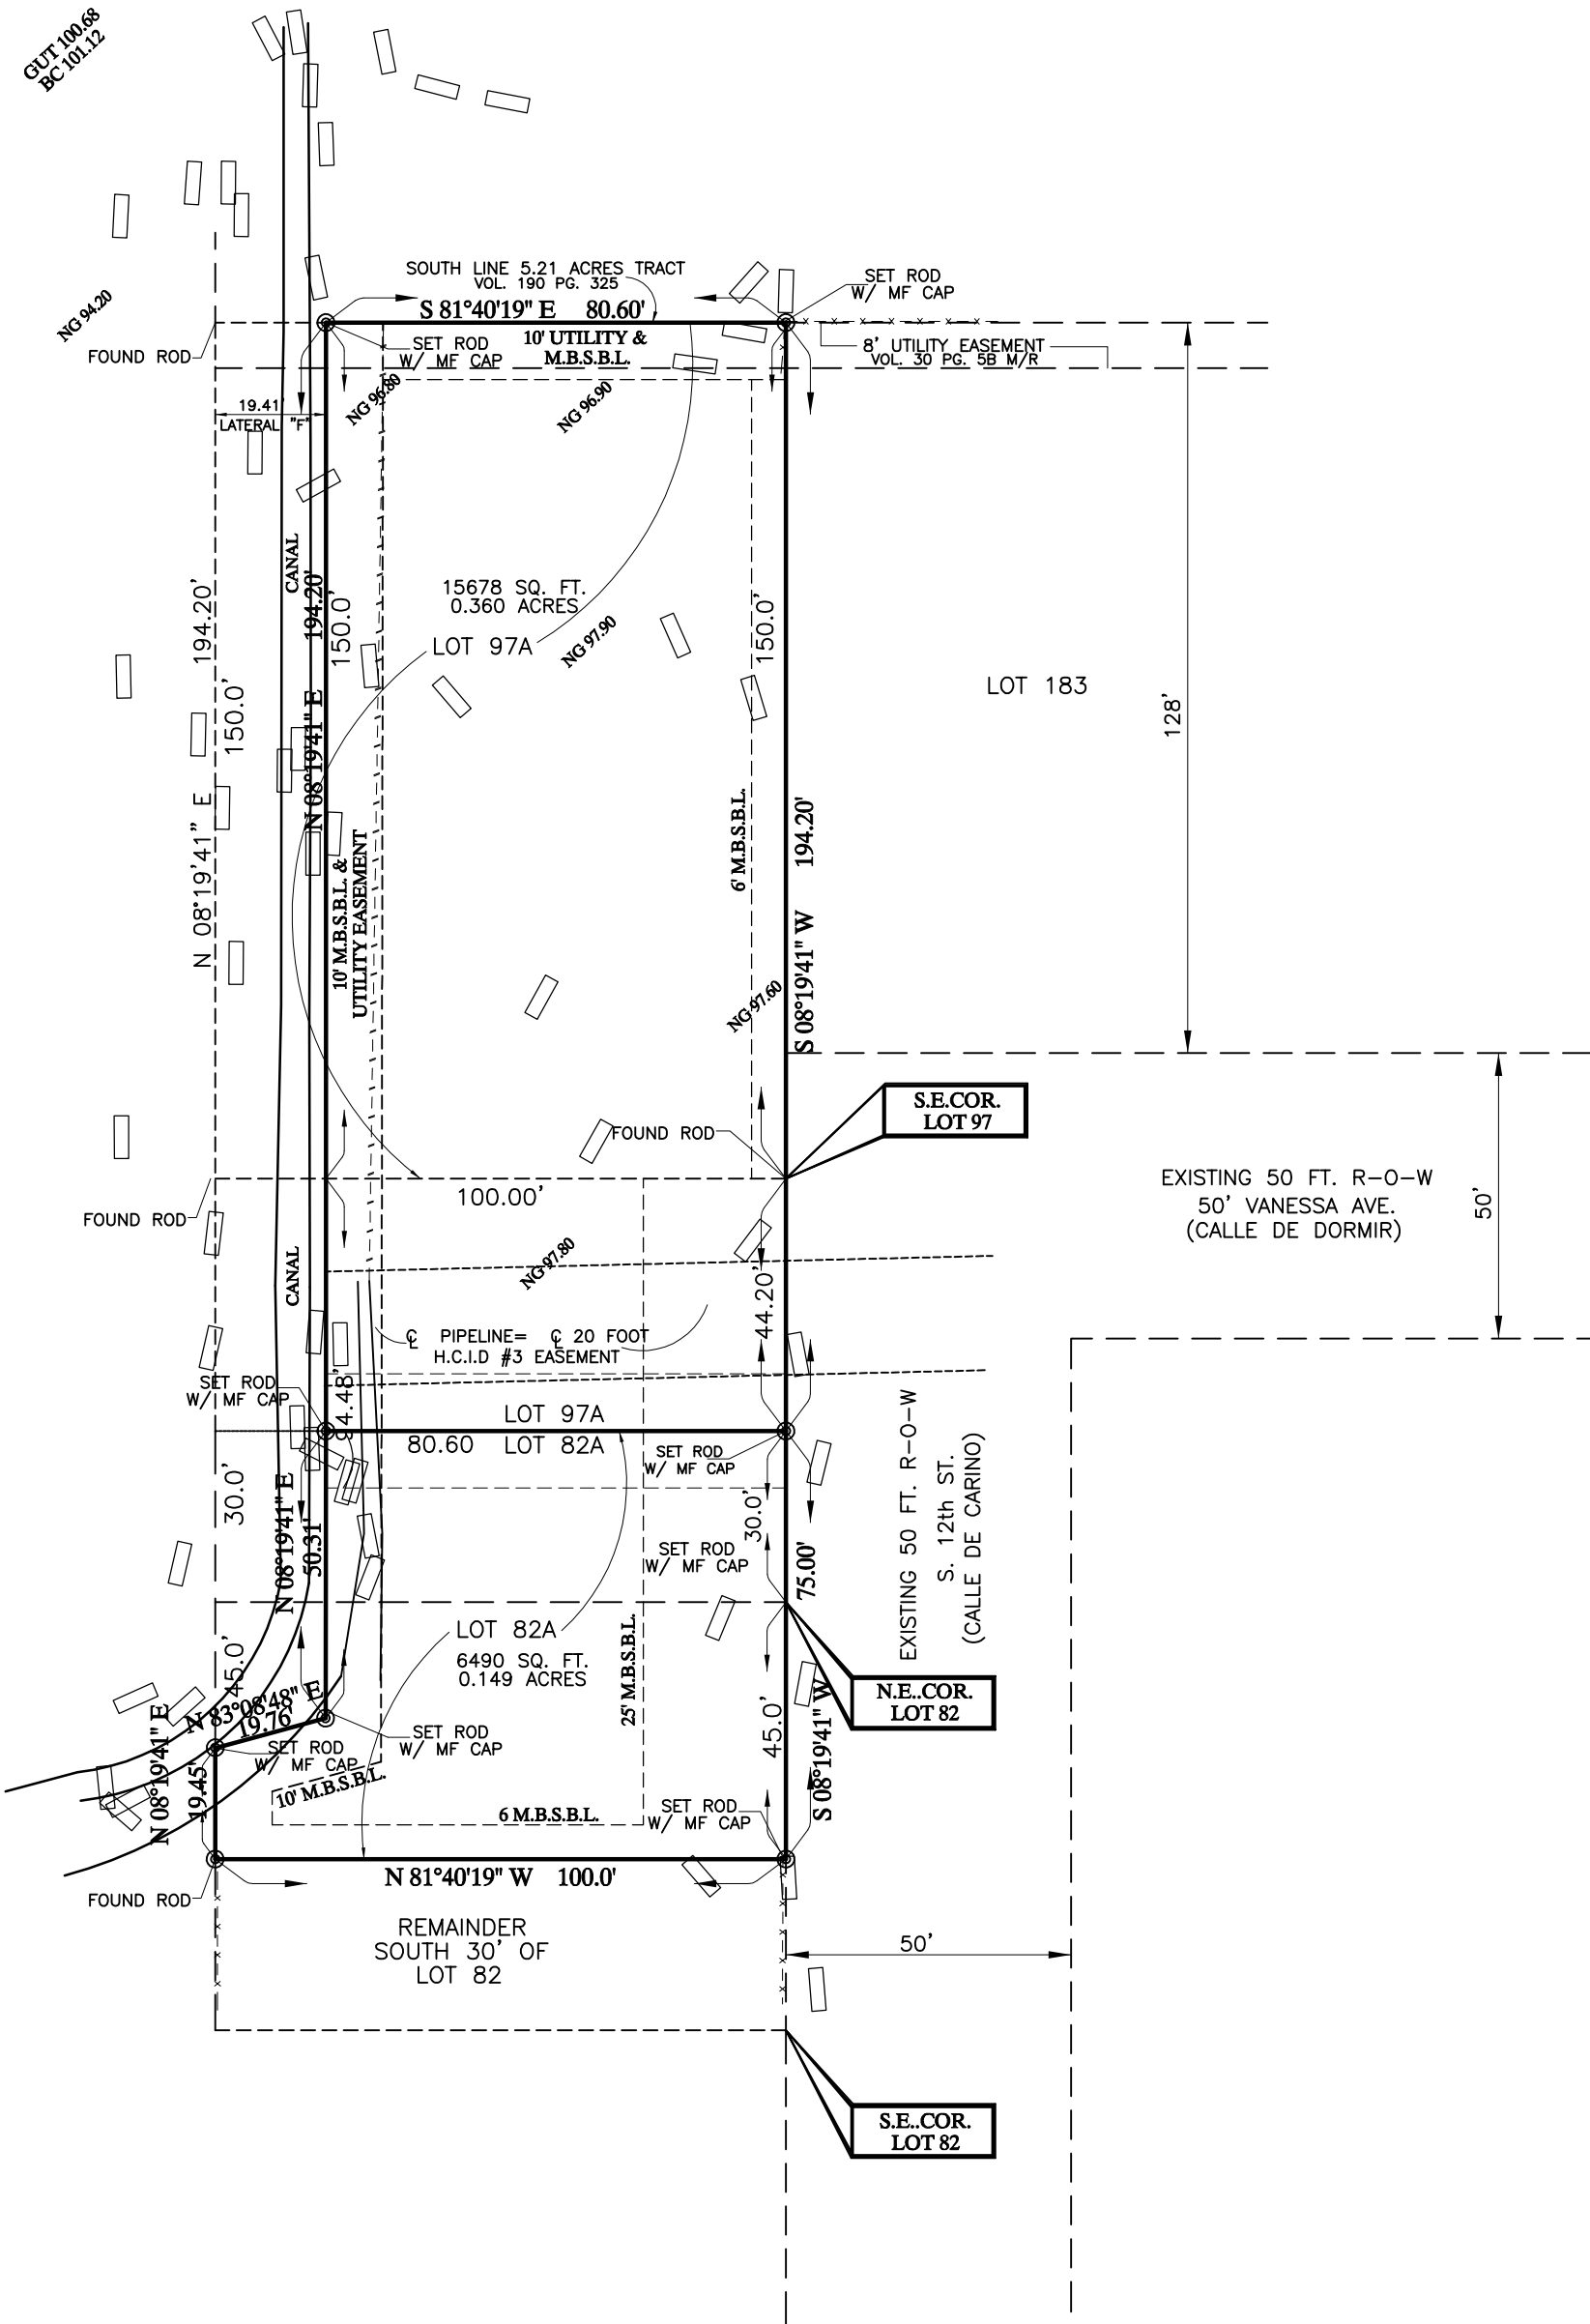 GUT 100.68
BC 101.12
NG 94.20
SOUTH LINE 5.21 ACRES TRACT
VOL. 190 PG. 325
S 81°40'19" E 80.60'
SET ROD
W/ MF CAP
FOUND ROD
SET ROD
W/ MF CAP
10' UTILITY &
M.B.S.B.L.
8' UTILITY EASEMENT
VOL. 30 PG. 5B M/R
19.41'
LATERAL "F"
NG 96.80
NG 96.90
CANAL
194.20'
150.0'
N 08°19'41" E
N 08°19'41" E 194.20'
150.0'
15678 SQ. FT.
0.360 ACRES
LOT 97A
NG 97.90
150.0'
LOT 183
128'
6' M.B.S.B.L.
S 08°19'41" W 194.20'
10' M.B.S.B.L. &
UTILITY EASEMENT
NG 97.60
S.E.COR.
LOT 97
FOUND ROD
FOUND ROD
100.00'
EXISTING 50 FT. R-O-W
50' VANESSA AVE.
(CALLE DE DORMIR)
50'
CANAL
NG 97.80
44.20'
℄ PIPELINE= ℄ 20 FOOT
H.C.I.D #3 EASEMENT
SET ROD
W/ MF CAP
94.48'
LOT 97A
80.60 LOT 82A
SET ROD
W/ MF CAP
30.0'
N 08°19'41" E
50.31'
30.0'
SET ROD
W/ MF CAP
75.00'
EXISTING 50 FT. R-O-W
S. 12th ST.
(CALLE DE CARINO)
LOT 82A
6490 SQ. FT.
0.149 ACRES
25' M.B.S.B.L.
45.0'
N 83°08'48" E
19.76'
N 08°19'41" E
19.45'
SET ROD
W/ MF CAP
SET ROD
W/ MF CAP
45.0'
S 08°19'41" W
N.E..COR.
LOT 82
10' M.B.S.B.L.
6 M.B.S.B.L.
SET ROD
W/ MF CAP
N 81°40'19" W 100.0'
FOUND ROD
REMAINDER
SOUTH 30' OF
LOT 82
50'
S.E..COR.
LOT 82